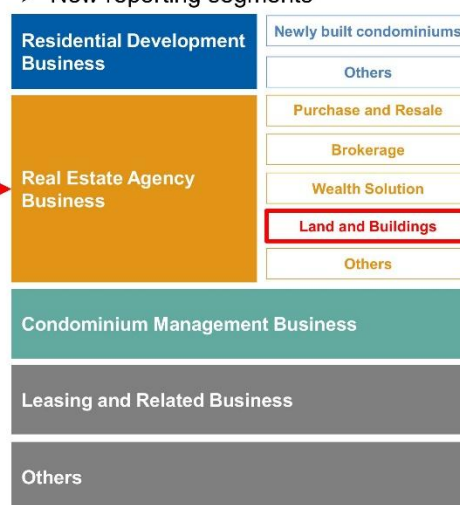 New reporting segments
Residential Development
Business
Newly built condominiums
Others
Real Estate Agency
Business
Purchase and Resale
Brokerage
Wealth Solution
Land and Buildings
Others
Condominium Management Business
Leasing and Related Business
Others